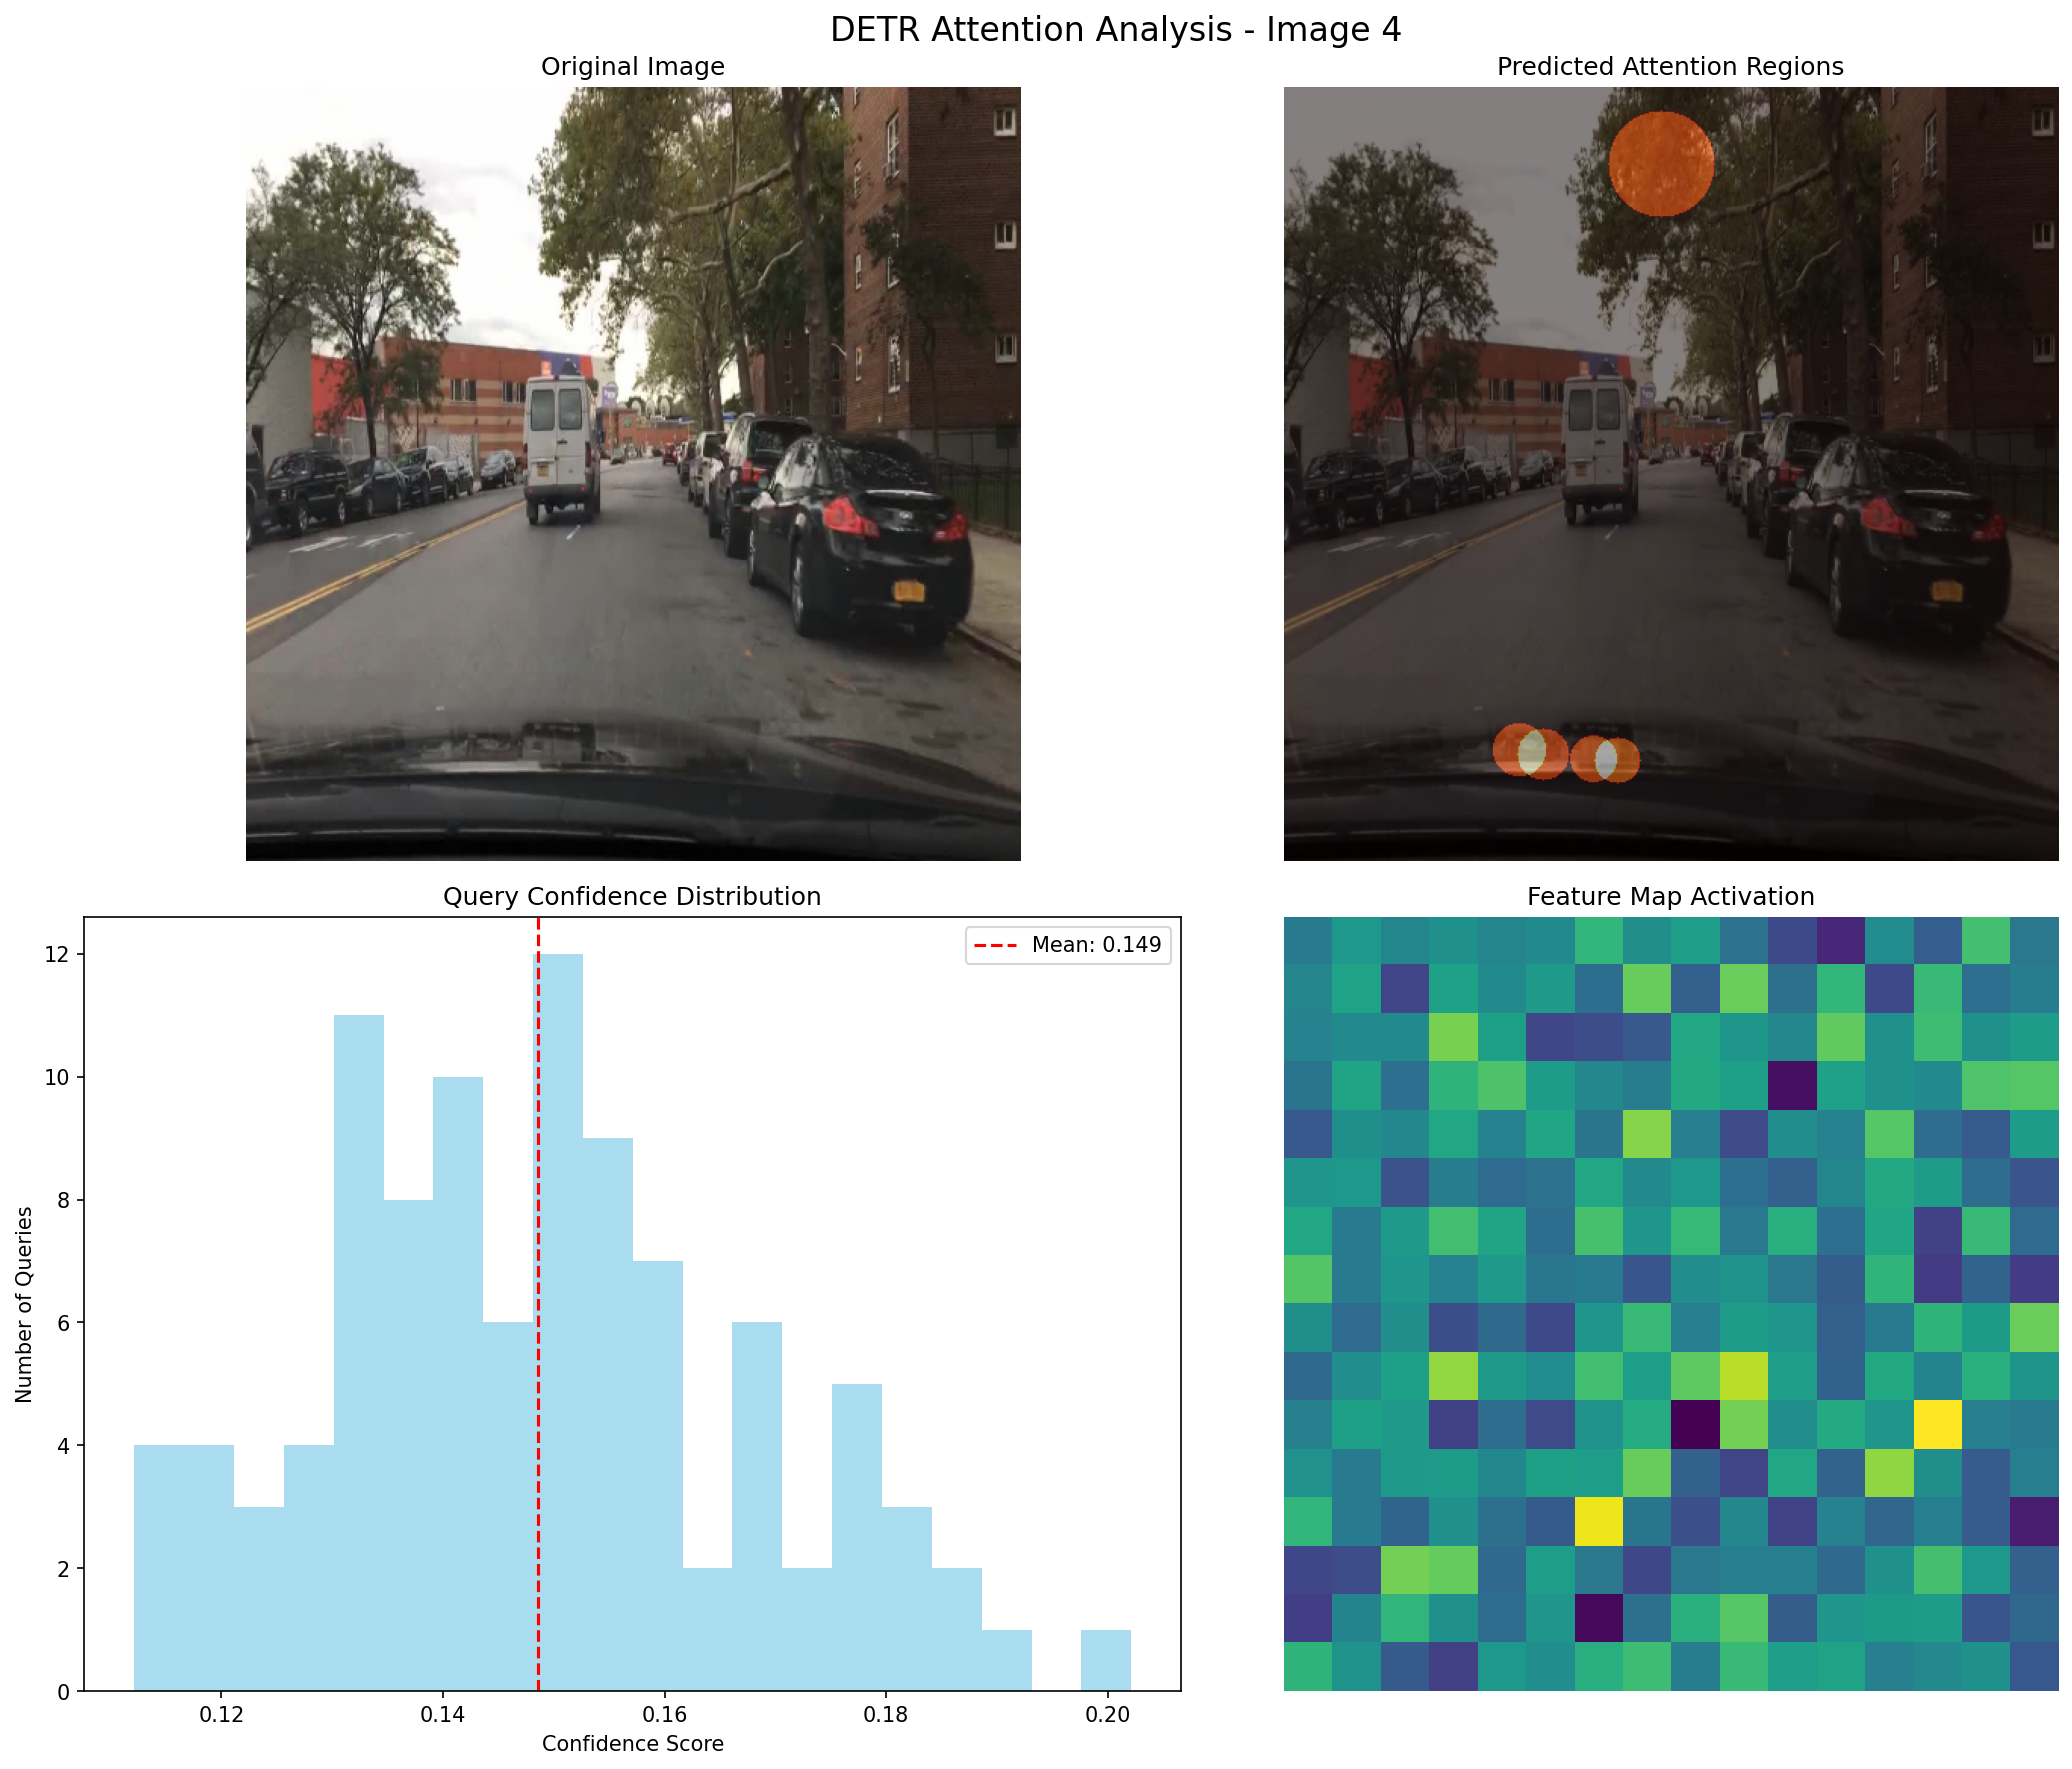 DETR Attention Analysis - Image 4
Original Image
Predicted Attention Regions
Query Confidence Distribution
Mean: 0.149
Number of Queries
12
10
8
6
4
2
0
0.12 0.14 0.16 0.18 0.20
Confidence Score
Feature Map Activation